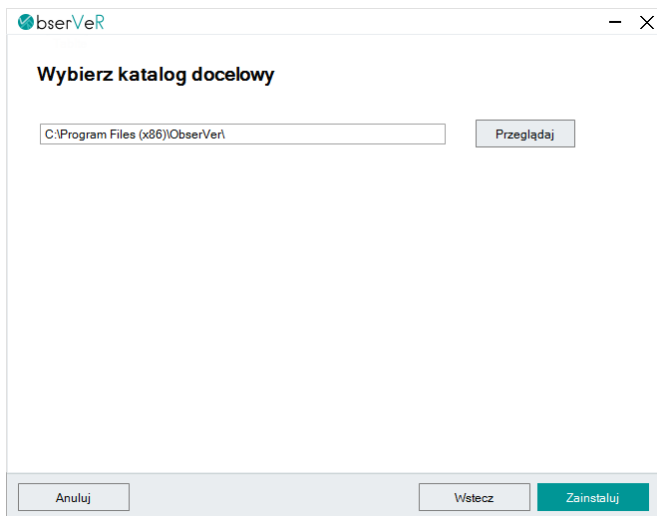 ObserVeR
Wybierz katalog docelowy
C:\Program Files (x86)\ObserVer\
Przeglądaj
Anuluj
Wstecz
Zainstaluj